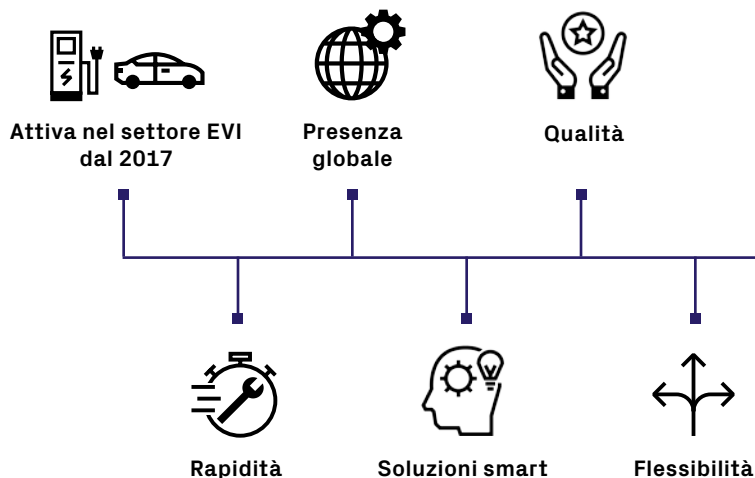 Attiva nel settore EVI
dal 2017
Presenza
globale
Qualità
Rapidità
Soluzioni smart
Flessibilità